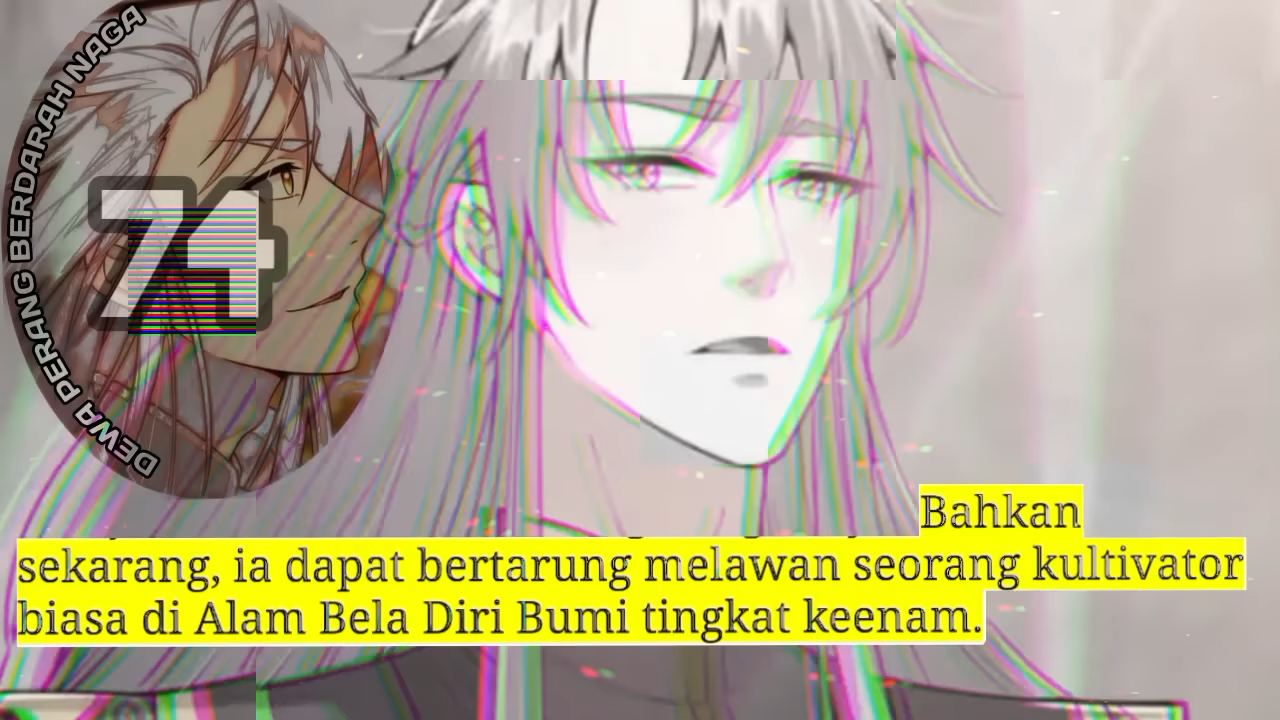 DEWA PERANG BERDARAH NAGA
74
Bahkan
sekarang, ia dapat bertarung melawan seorang kultivator
biasa di Alam Bela Diri Bumi tingkat keenam.